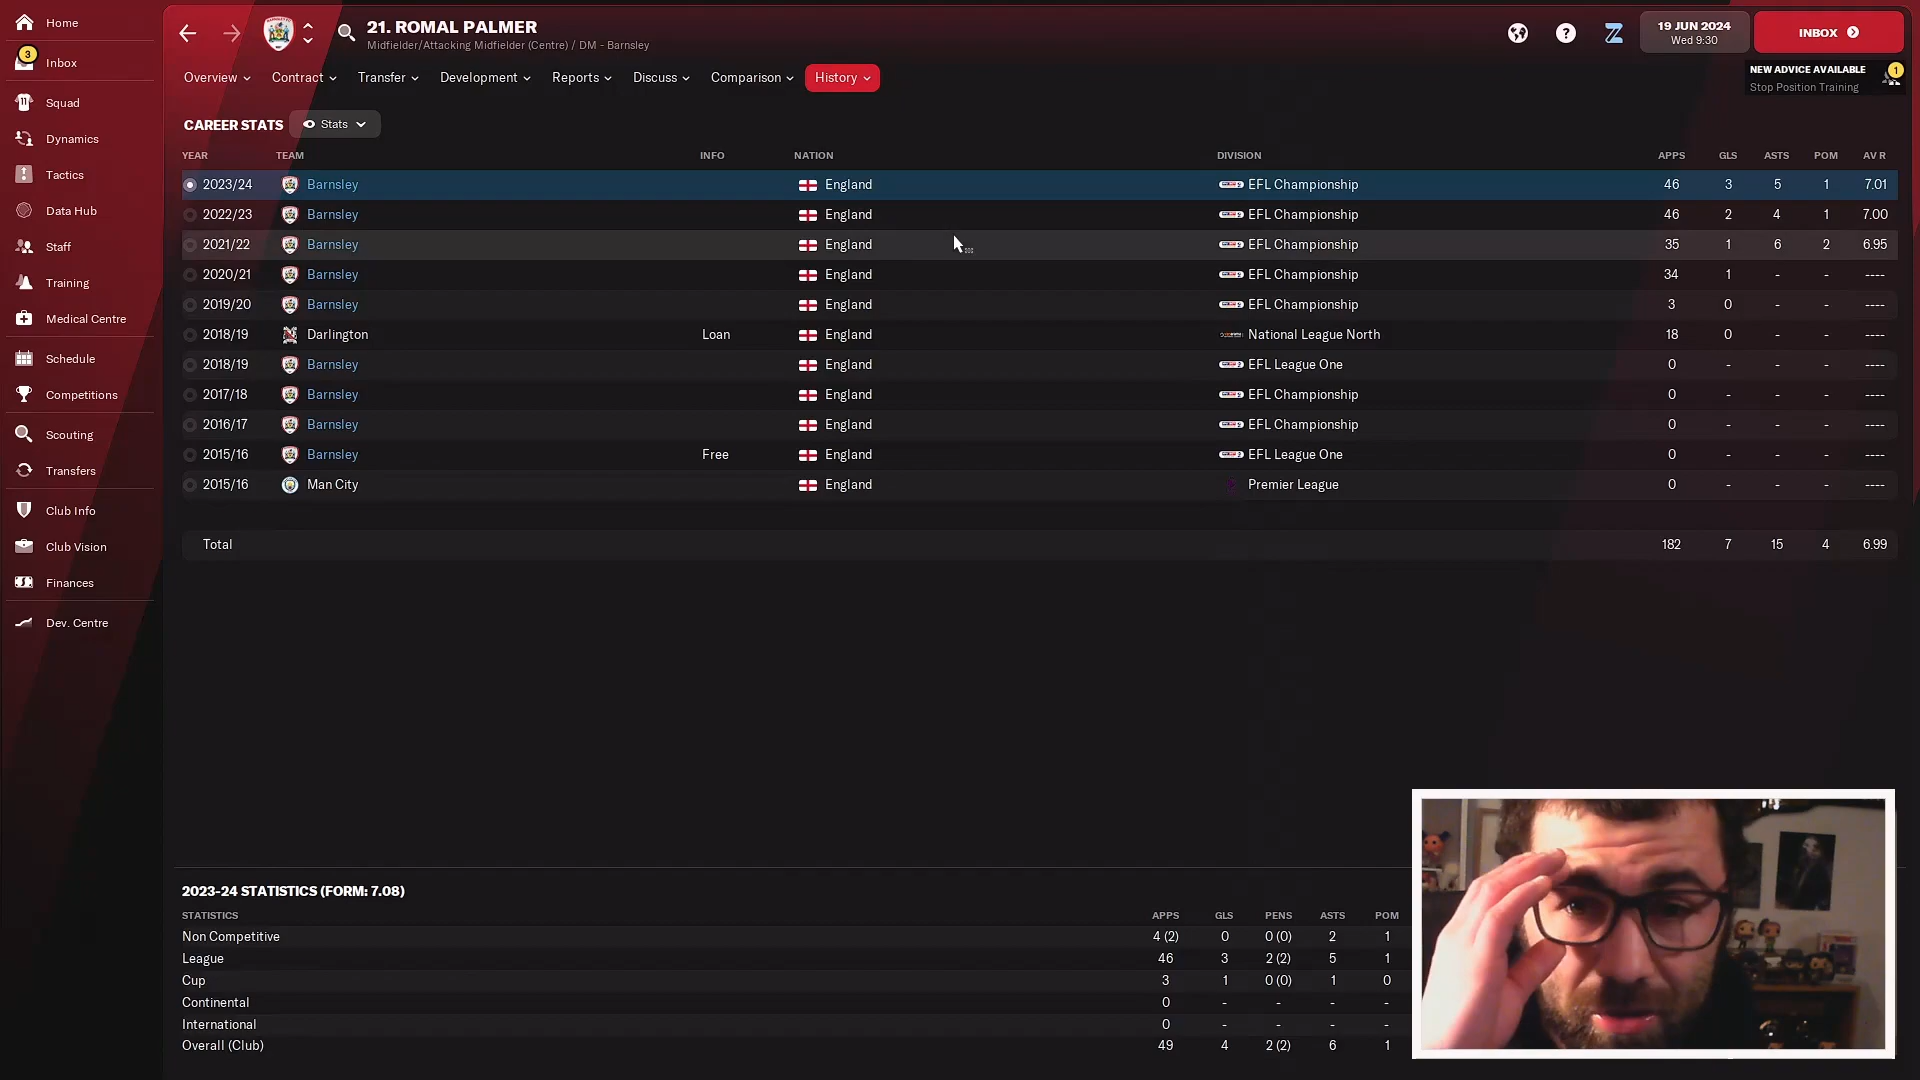 Home
3
Inbox
Squad
Dynamics
Tactics
Data Hub
Staff
Training
Medical Centre
Schedule
Competitions
Scouting
Transfers
Club Info
Club Vision
Finances
Dev. Centre
21. ROMAL PALMER
Midfielder/Attacking Midfielder (Centre) / DM - Barnsley
19 JUN 2024
Wed 9:30
INBOX
Overview Contract Transfer Development Reports Discuss Comparison History
NEW ADVICE AVAILABLE 1
Stop Position Training
CAREER STATS Stats
YEAR TEAM INFO NATION DIVISION APPS GLS ASTS POM AV R
2023/24 Barnsley England EFL Championship 46 3 5 1 7.01
2022/23 Barnsley England EFL Championship 46 2 4 1 7.00
2021/22 Barnsley England EFL Championship 35 1 6 2 6.95
2020/21 Barnsley England EFL Championship 34 1 - - ----
2019/20 Barnsley England EFL Championship 3 0 - - ----
2018/19 Darlington Loan England National League North 18 0 - - ----
2018/19 Barnsley England EFL League One 0 - - - ----
2017/18 Barnsley England EFL Championship 0 - - - ----
2016/17 Barnsley England EFL Championship 0 - - - ----
2015/16 Barnsley Free England EFL League One 0 - - - ----
2015/16 Man City England Premier League 0 - - - ----
Total 182 7 15 4 6.99
2023-24 STATISTICS (FORM: 7.08)
STATISTICS APPS GLS PENS ASTS POM
Non Competitive 4 (2) 0 0 (0) 2 1
League 46 3 2 (2) 5 1
Cup 3 1 0 (0) 1 0
Continental 0 - - - -
International 0 - - - -
Overall (Club) 49 4 2 (2) 6 1